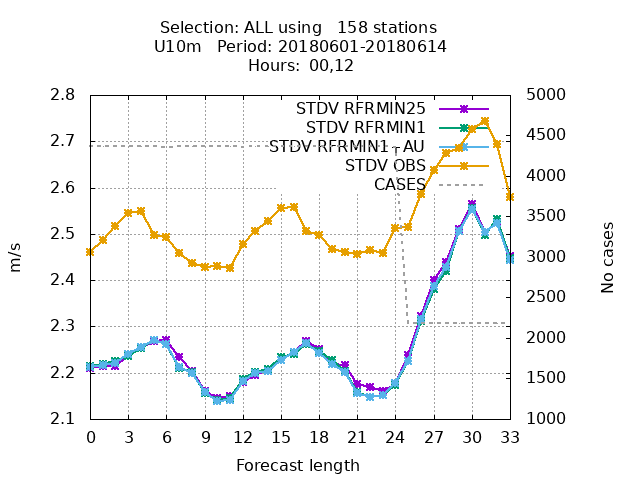 Selection: ALL using   158 stations
U10m   Period: 20180601-20180614
Hours:  00,12
STDV RFRMIN25
STDV RFRMIN1
STDV RFRMIN1_AU
STDV OBS
CASES
2.8
2.7
2.6
2.5
2.4
2.3
2.2
2.1
m/s
5000
4500
4000
3500
3000
2500
2000
1500
1000
No cases
0 3 6 9 12 15 18 21 24 27 30 33
Forecast length